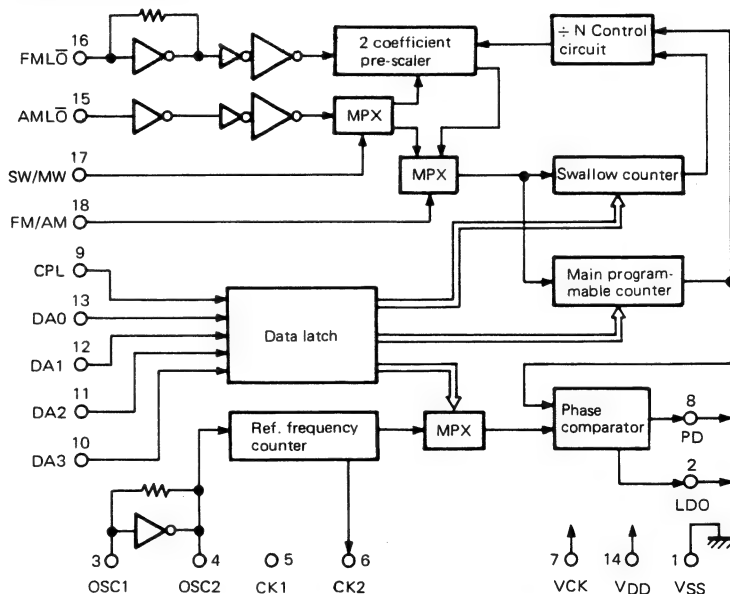 16
FMLO̅
2 coefficient
pre-scaler
÷ N Control
circuit
15
AMLO̅
MPX
17
SW/MW
MPX
Swallow counter
18
FM/AM
9
CPL
13
DA0
Data latch
Main program-
mable counter
12
DA1
11
DA2
10
DA3
Ref. frequency
counter
MPX
Phase
comparator
8
PD
2
LDO
3
OSC1
4
OSC2
5
CK1
6
CK2
7
VCK
14
VDD
1
VSS